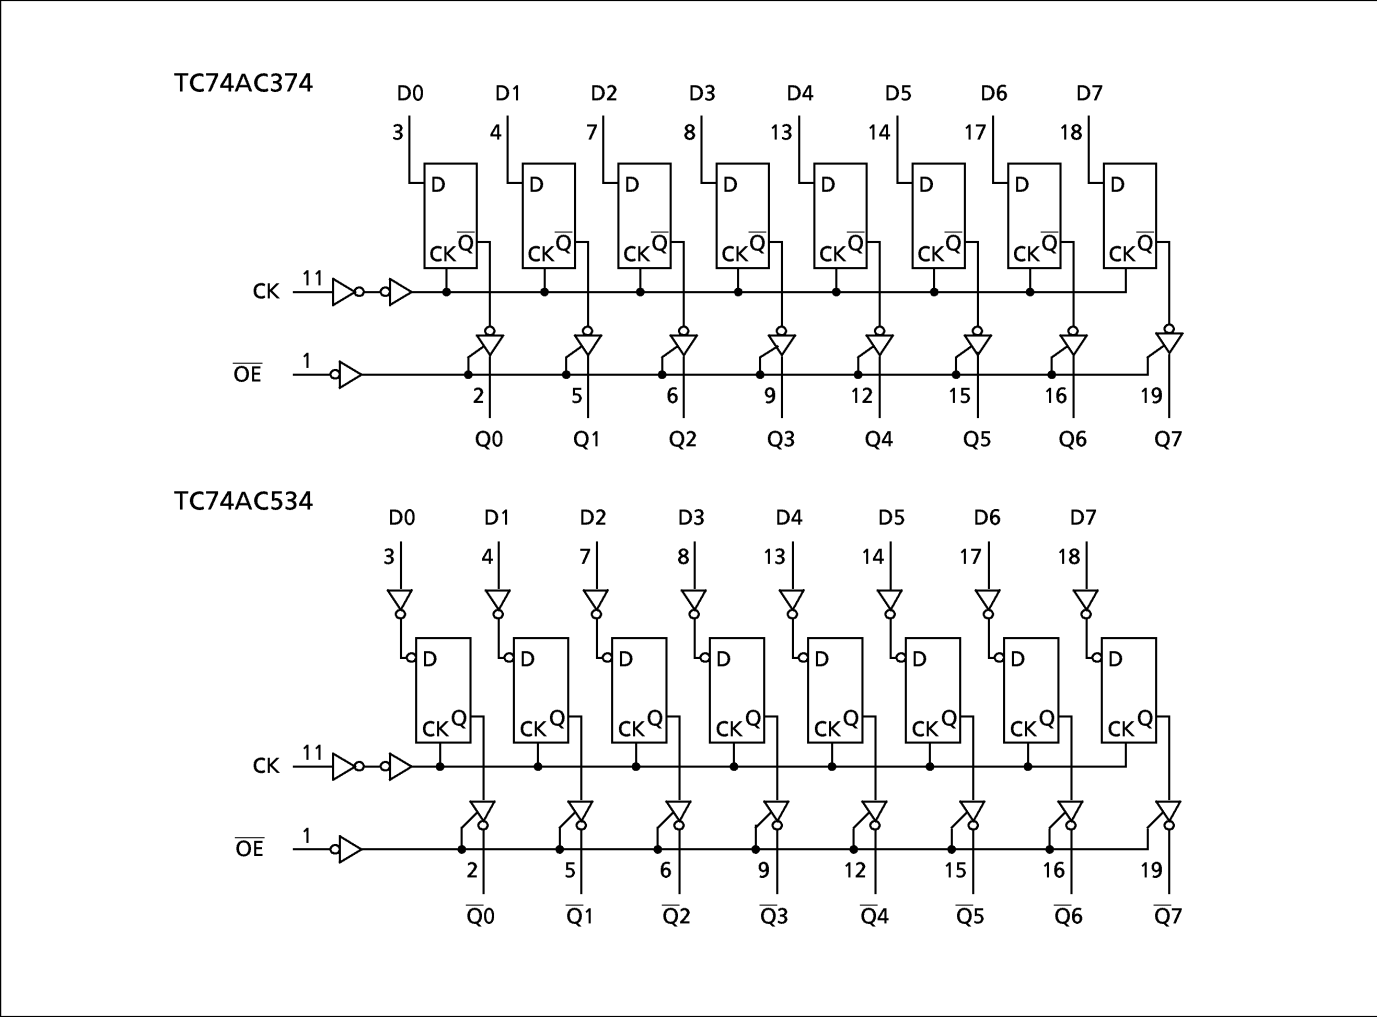 TC74AC374
D0 D1 D2 D3 D4 D5 D6 D7
3 4 7 8 13 14 17 18
D D D D D D D D
Q̅ Q̅ Q̅ Q̅ Q̅ Q̅ Q̅ Q̅
CK CK CK CK CK CK CK CK
CK 11
O̅E̅ 1
2 5 6 9 12 15 16 19
Q0 Q1 Q2 Q3 Q4 Q5 Q6 Q7
TC74AC534
D0 D1 D2 D3 D4 D5 D6 D7
3 4 7 8 13 14 17 18
D D D D D D D D
Q Q Q Q Q Q Q Q
CK CK CK CK CK CK CK CK
CK 11
O̅E̅ 1
2 5 6 9 12 15 16 19
Q̅0 Q̅1 Q̅2 Q̅3 Q̅4 Q̅5 Q̅6 Q̅7